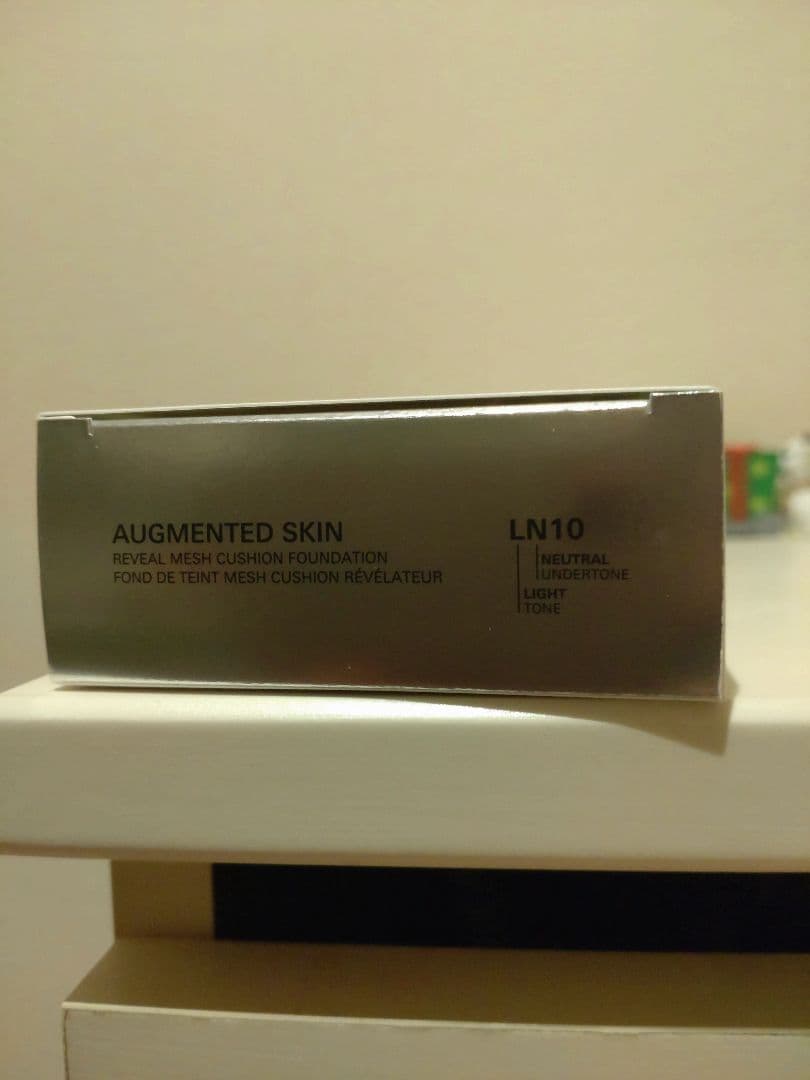 AUGMENTED SKIN
REVEAL MESH CUSHION FOUNDATION
FOND DE TEINT MESH CUSHION RÉVÉLATEUR
LN10
NEUTRAL
UNDERTONE
LIGHT
TONE